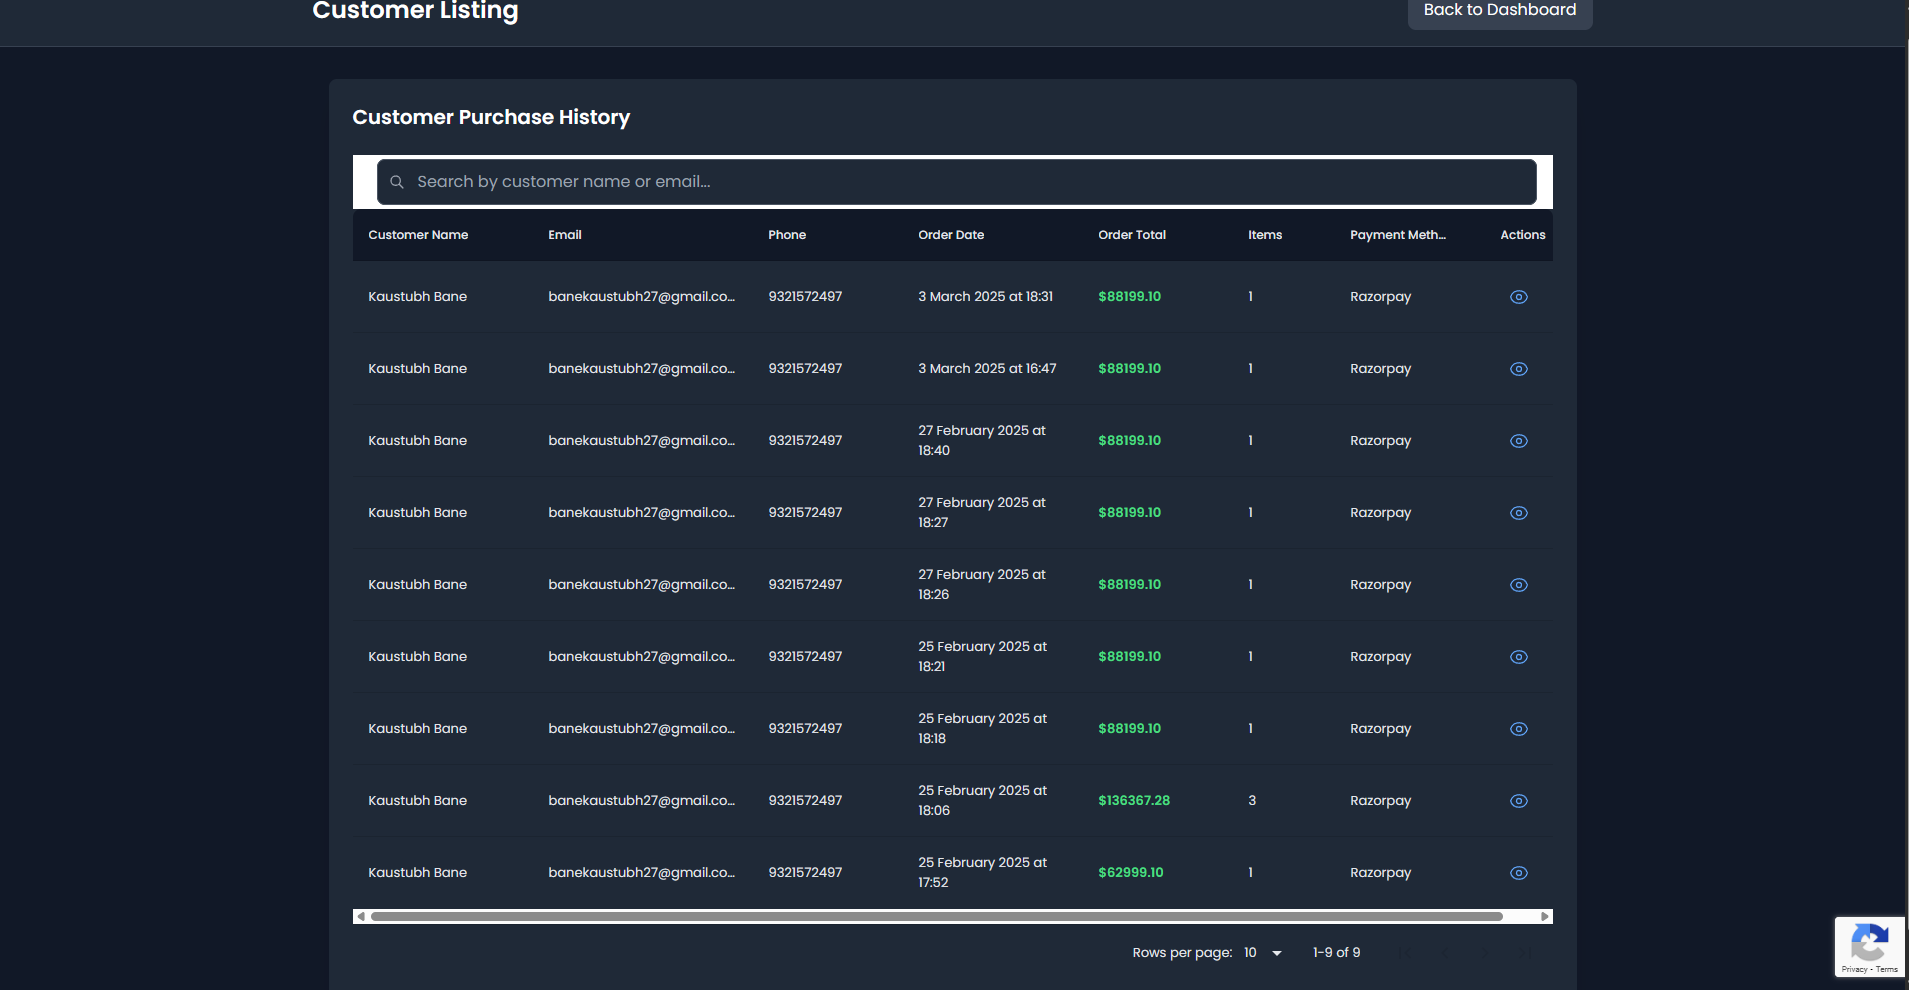 Customer Listing
Back to Dashboard
Customer Purchase History
Search by customer name or email...
Customer Name Email Phone Order Date Order Total Items Payment Meth... Actions
Kaustubh Bane banekaustubh27@gmail.co... 9321572497 3 March 2025 at 18:31 $88199.10 1 Razorpay
Kaustubh Bane banekaustubh27@gmail.co... 9321572497 3 March 2025 at 16:47 $88199.10 1 Razorpay
Kaustubh Bane banekaustubh27@gmail.co... 9321572497 27 February 2025 at 18:40 $88199.10 1 Razorpay
Kaustubh Bane banekaustubh27@gmail.co... 9321572497 27 February 2025 at 18:27 $88199.10 1 Razorpay
Kaustubh Bane banekaustubh27@gmail.co... 9321572497 27 February 2025 at 18:26 $88199.10 1 Razorpay
Kaustubh Bane banekaustubh27@gmail.co... 9321572497 25 February 2025 at 18:21 $88199.10 1 Razorpay
Kaustubh Bane banekaustubh27@gmail.co... 9321572497 25 February 2025 at 18:18 $88199.10 1 Razorpay
Kaustubh Bane banekaustubh27@gmail.co... 9321572497 25 February 2025 at 18:06 $136367.28 3 Razorpay
Kaustubh Bane banekaustubh27@gmail.co... 9321572497 25 February 2025 at 17:52 $62999.10 1 Razorpay
Rows per page: 10 1-9 of 9
Privacy - Terms